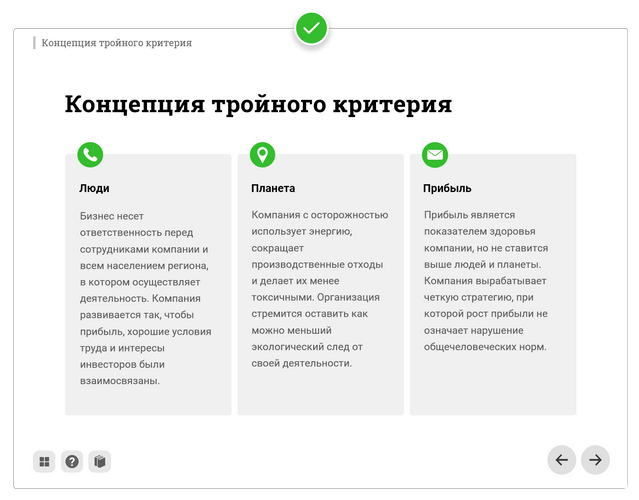 Концепция тройного критерия
Концепция тройного критерия
Люди
Бизнес несет
ответственность перед
сотрудниками компании и
всем населением региона,
в котором осуществляет
деятельность. Компания
развивается так, чтобы
прибыль, хорошие условия
труда и интересы
инвесторов были
взаимосвязаны.
Планета
Компания с осторожностью
использует энергию,
сокращает
производственные отходы
и делает их менее
токсичными. Организация
стремится оставить как
можно меньший
экологический след от
своей деятельности.
Прибыль
Прибыль является
показателем здоровья
компании, но не ставится
выше людей и планеты.
Компания вырабатывает
четкую стратегию, при
которой рост прибыли не
означает нарушение
общечеловеческих норм.